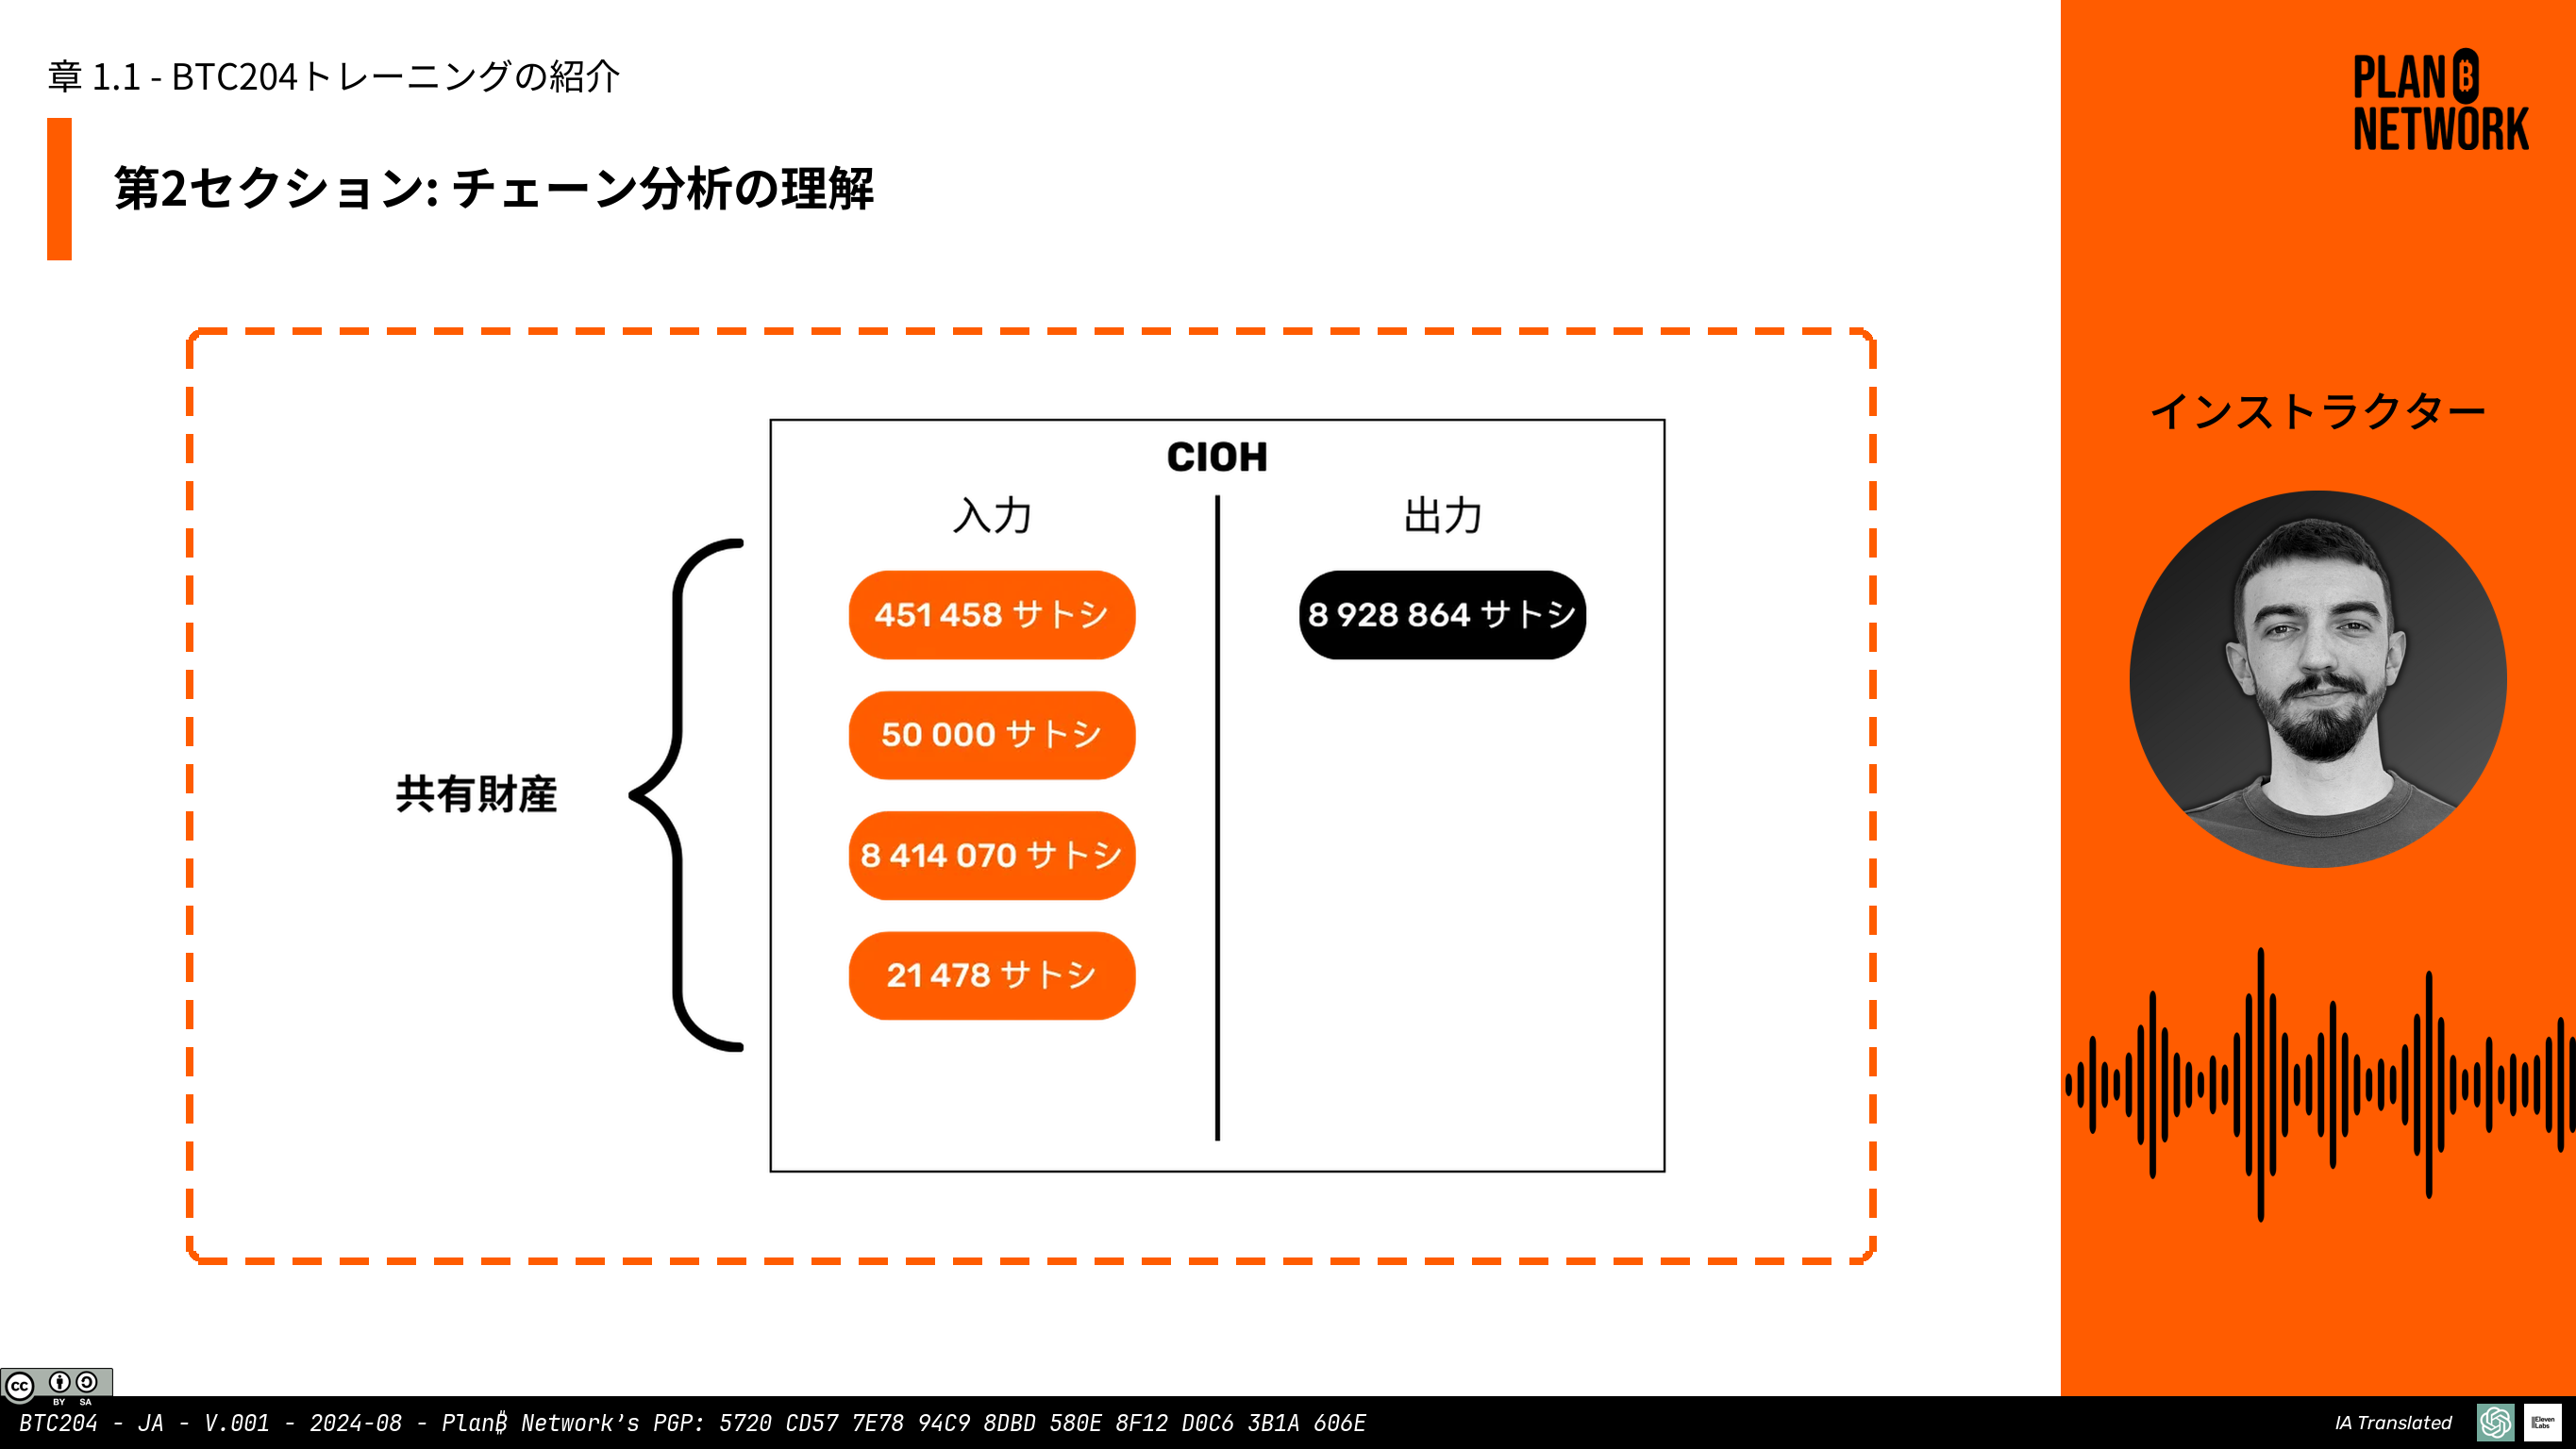 章 1.1 - BTC204トレーニングの紹介
第2セクション: チェーン分析の理解
PLAN ₿
NETWORK
インストラクター
CIOH
入力
出力
451 458 サトシ
8 928 864 サトシ
50 000 サトシ
共有財産
8 414 070 サトシ
21 478 サトシ
cc
BY SA
BTC204 - JA - V.001 - 2024-08 - Plan₿ Network's PGP: 5720 CD57 7E78 94C9 8DBD 580E 8F12 D0C6 3B1A 606E
IA Translated
IIElevenLabs